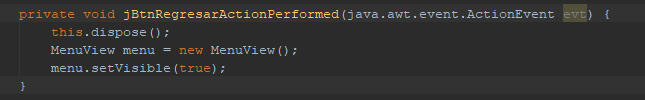 private void jBtnRegresarActionPerformed(java.awt.event.ActionEvent evt) {
    this.dispose();
    MenuView menu = new MenuView();
    menu.setVisible(true);
}